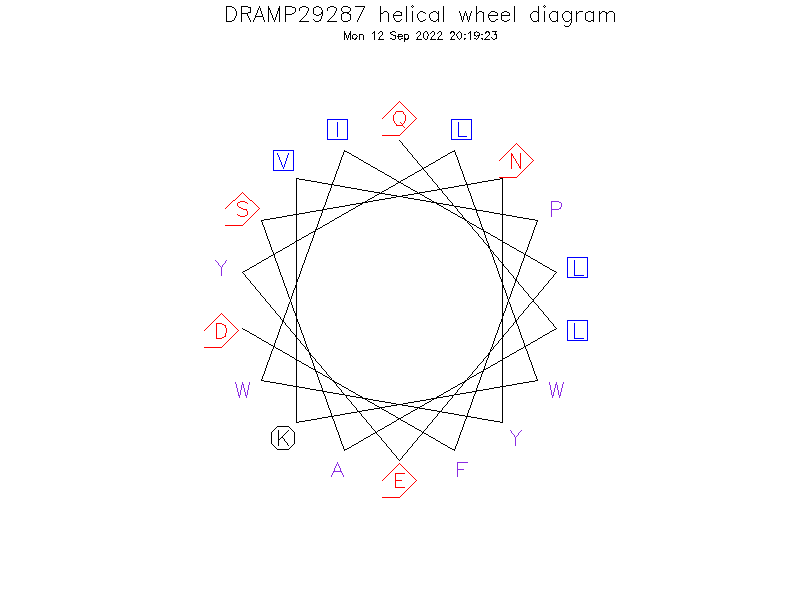 DRAMP29287 helical wheel diagram
Mon 12 Sep 2022 20:19:23
Q
I
L
V
N
S
P
Y
L
D
L
W
W
K
Y
A
F
E